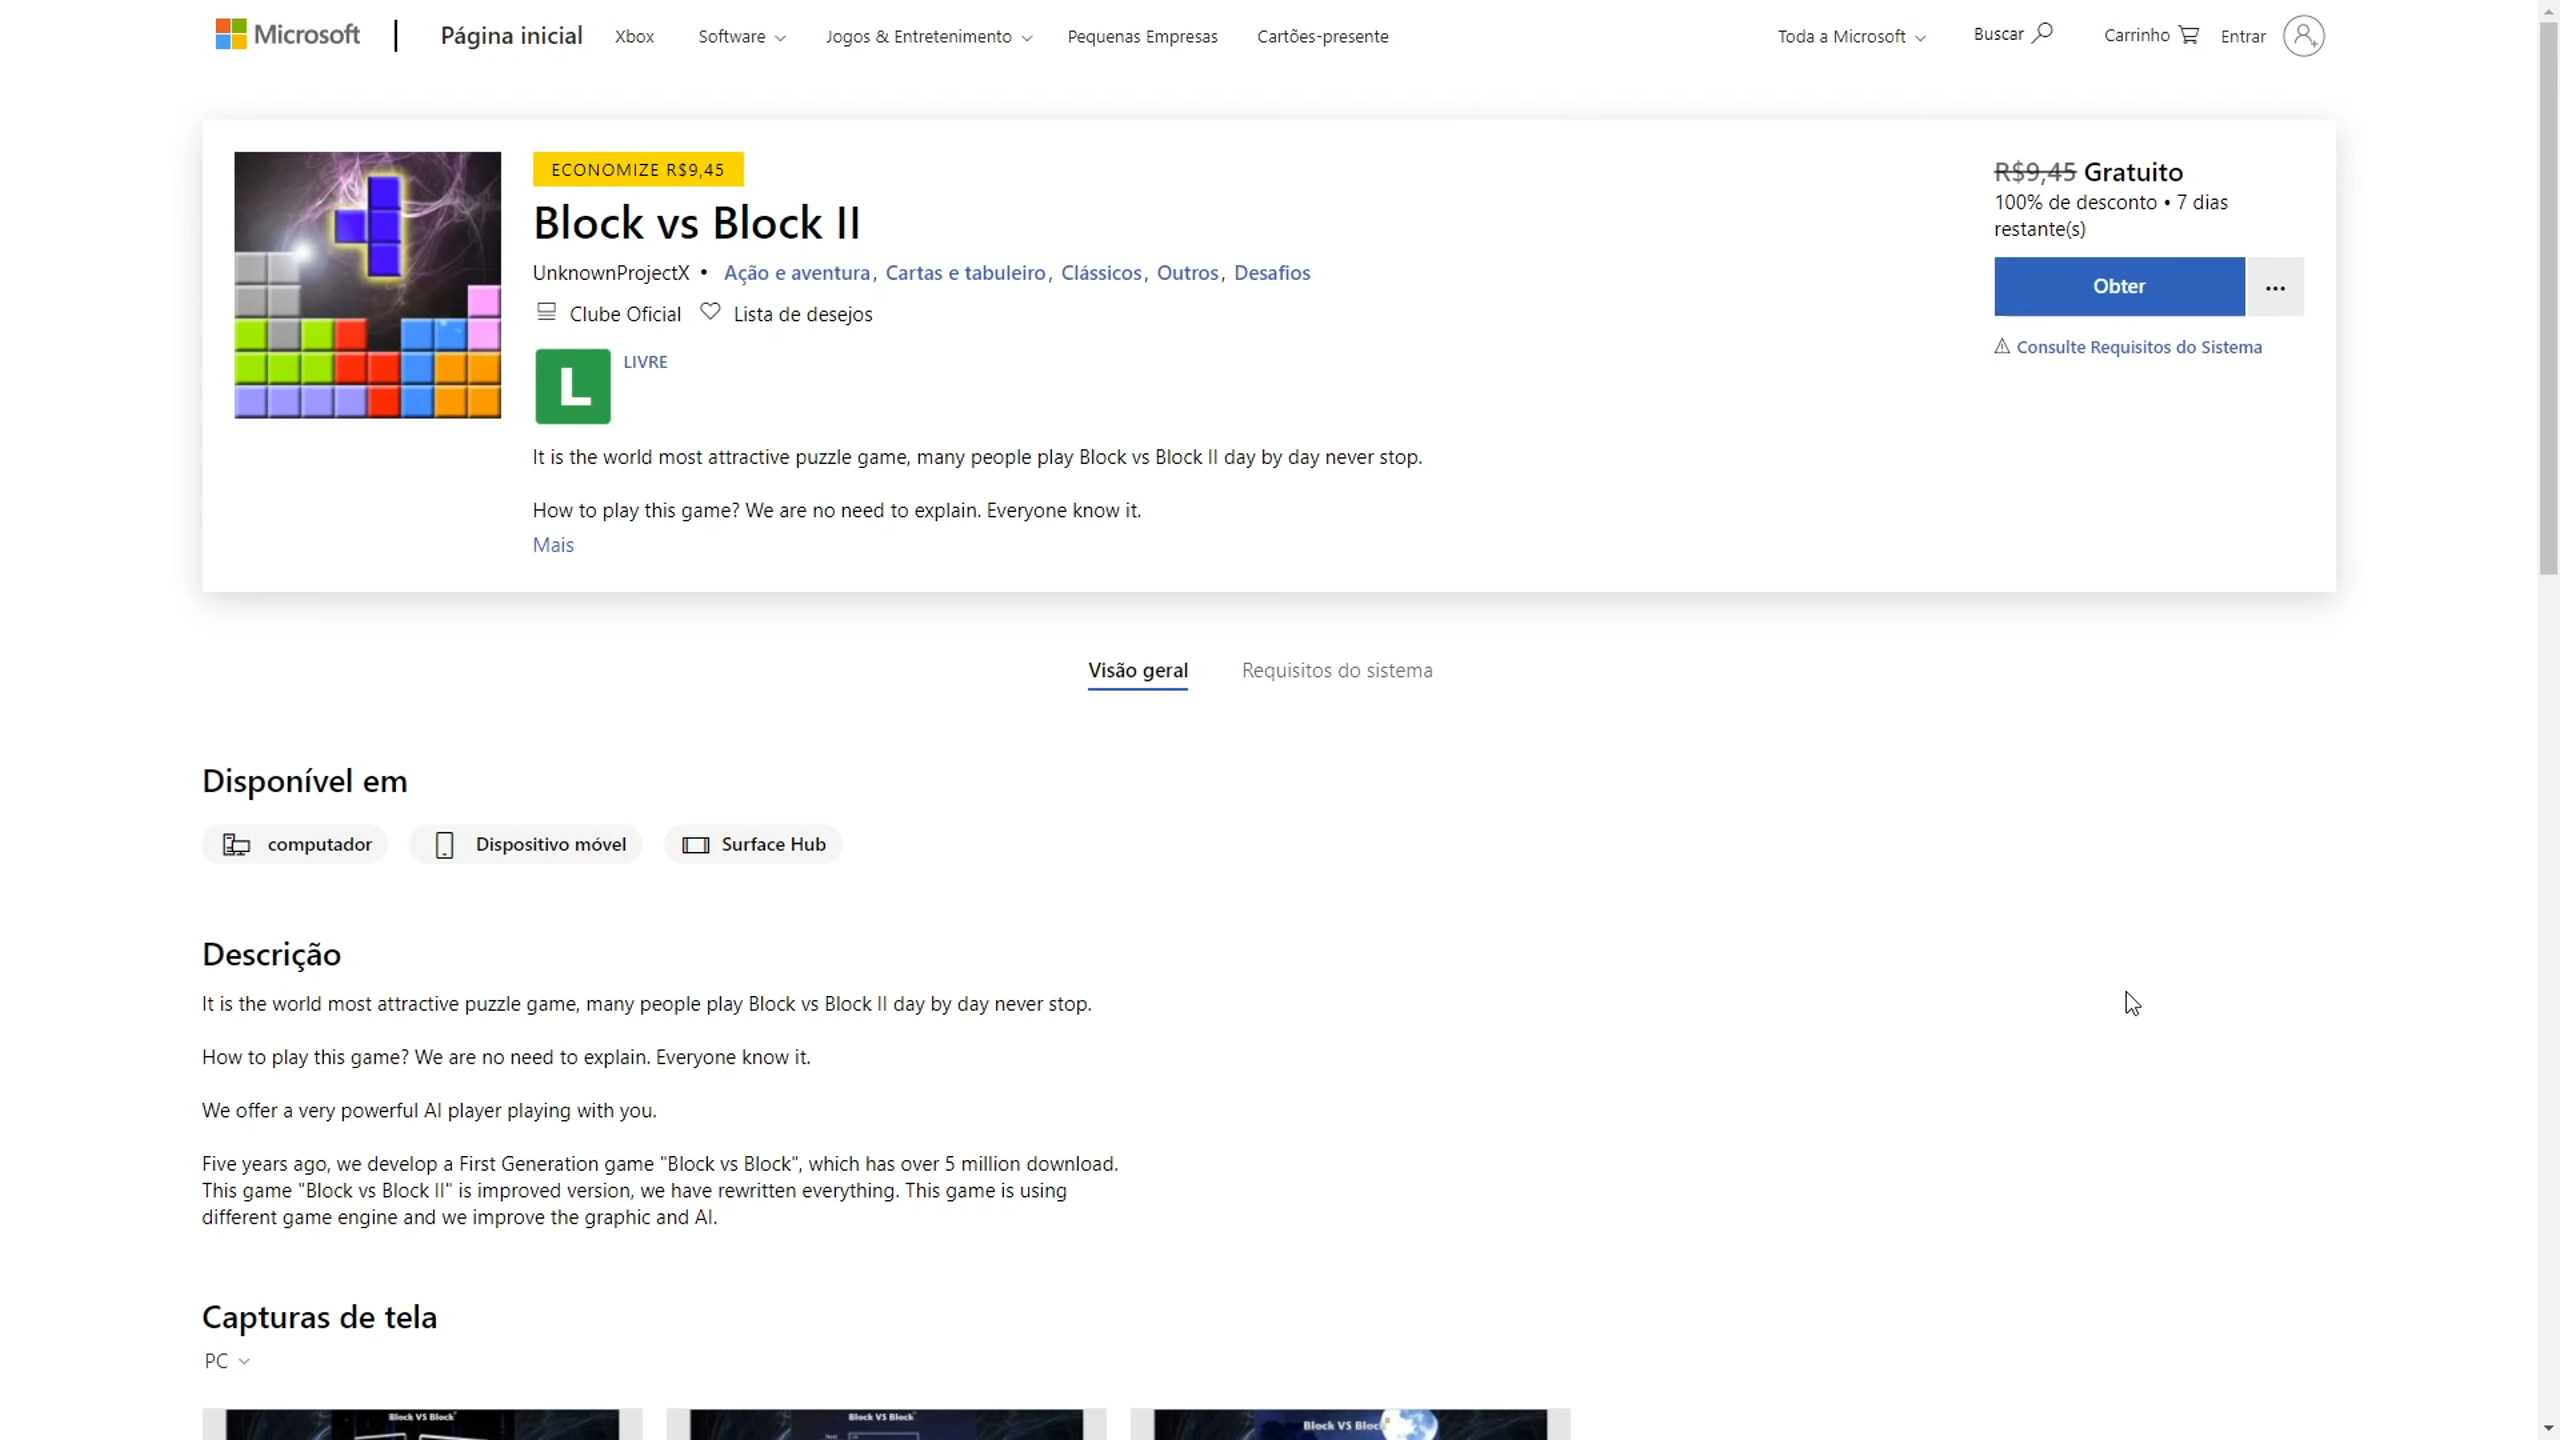 Microsoft
Página inicial
Xbox
Software
Jogos & Entretenimento
Pequenas Empresas
Cartões-presente
Toda a Microsoft
Buscar
Carrinho
Entrar
ECONOMIZE R$9,45
Block vs Block II
UnknownProjectX • Ação e aventura, Cartas e tabuleiro, Clássicos, Outros, Desafios
Clube Oficial
Lista de desejos
L
LIVRE
It is the world most attractive puzzle game, many people play Block vs Block II day by day never stop.
How to play this game? We are no need to explain. Everyone know it.
Mais
R$9,45 Gratuito
100% de desconto • 7 dias
restante(s)
Obter
Consulte Requisitos do Sistema
Visão geral
Requisitos do sistema
Disponível em
computador
Dispositivo móvel
Surface Hub
Descrição
It is the world most attractive puzzle game, many people play Block vs Block II day by day never stop.
How to play this game? We are no need to explain. Everyone know it.
We offer a very powerful AI player playing with you.
Five years ago, we develop a First Generation game "Block vs Block", which has over 5 million download.
This game "Block vs Block II" is improved version, we have rewritten everything. This game is using
different game engine and we improve the graphic and AI.
Capturas de tela
PC
Block VS Block
Block VS Block
Block VS Block